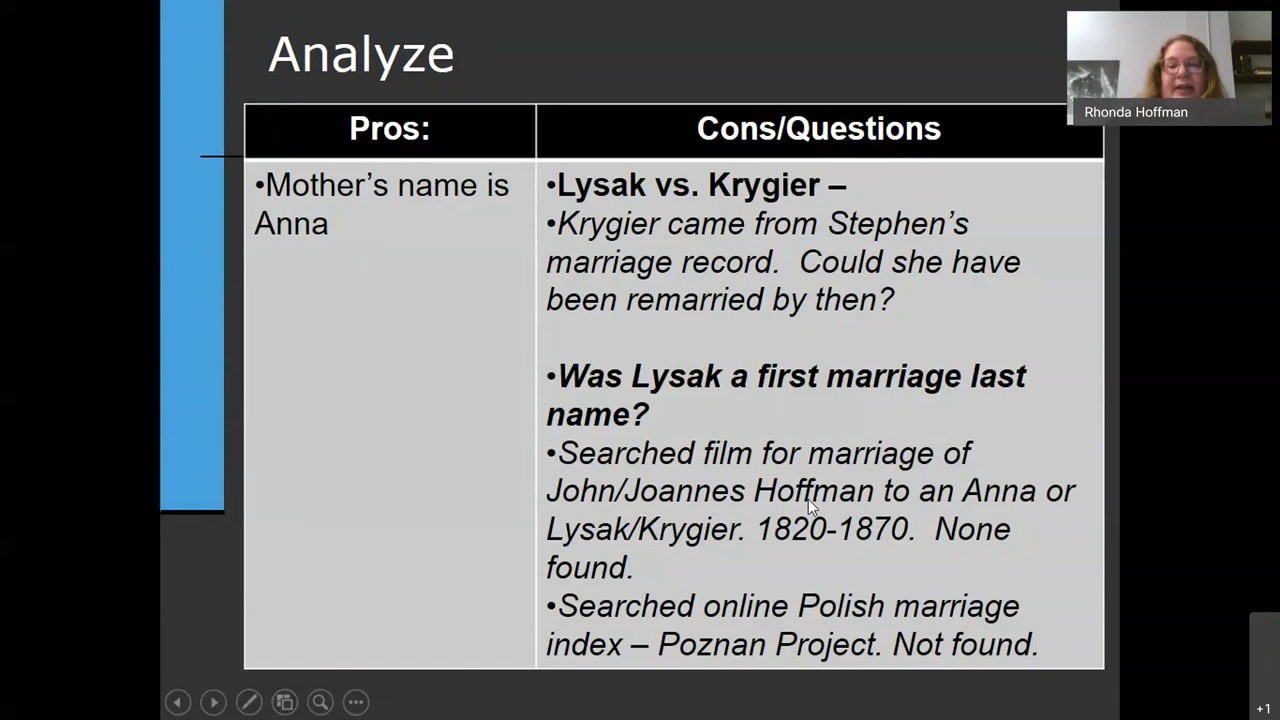 Analyze
Rhonda Hoffman
Pros:
Cons/Questions
•Mother’s name is
Anna
•Lysak vs. Krygier –
•Krygier came from Stephen’s
marriage record.  Could she have
been remarried by then?
•Was Lysak a first marriage last
name?
•Searched film for marriage of
John/Joannes Hoffman to an Anna or
Lysak/Krygier. 1820-1870.  None
found.
•Searched online Polish marriage
index – Poznan Project. Not found.
+1